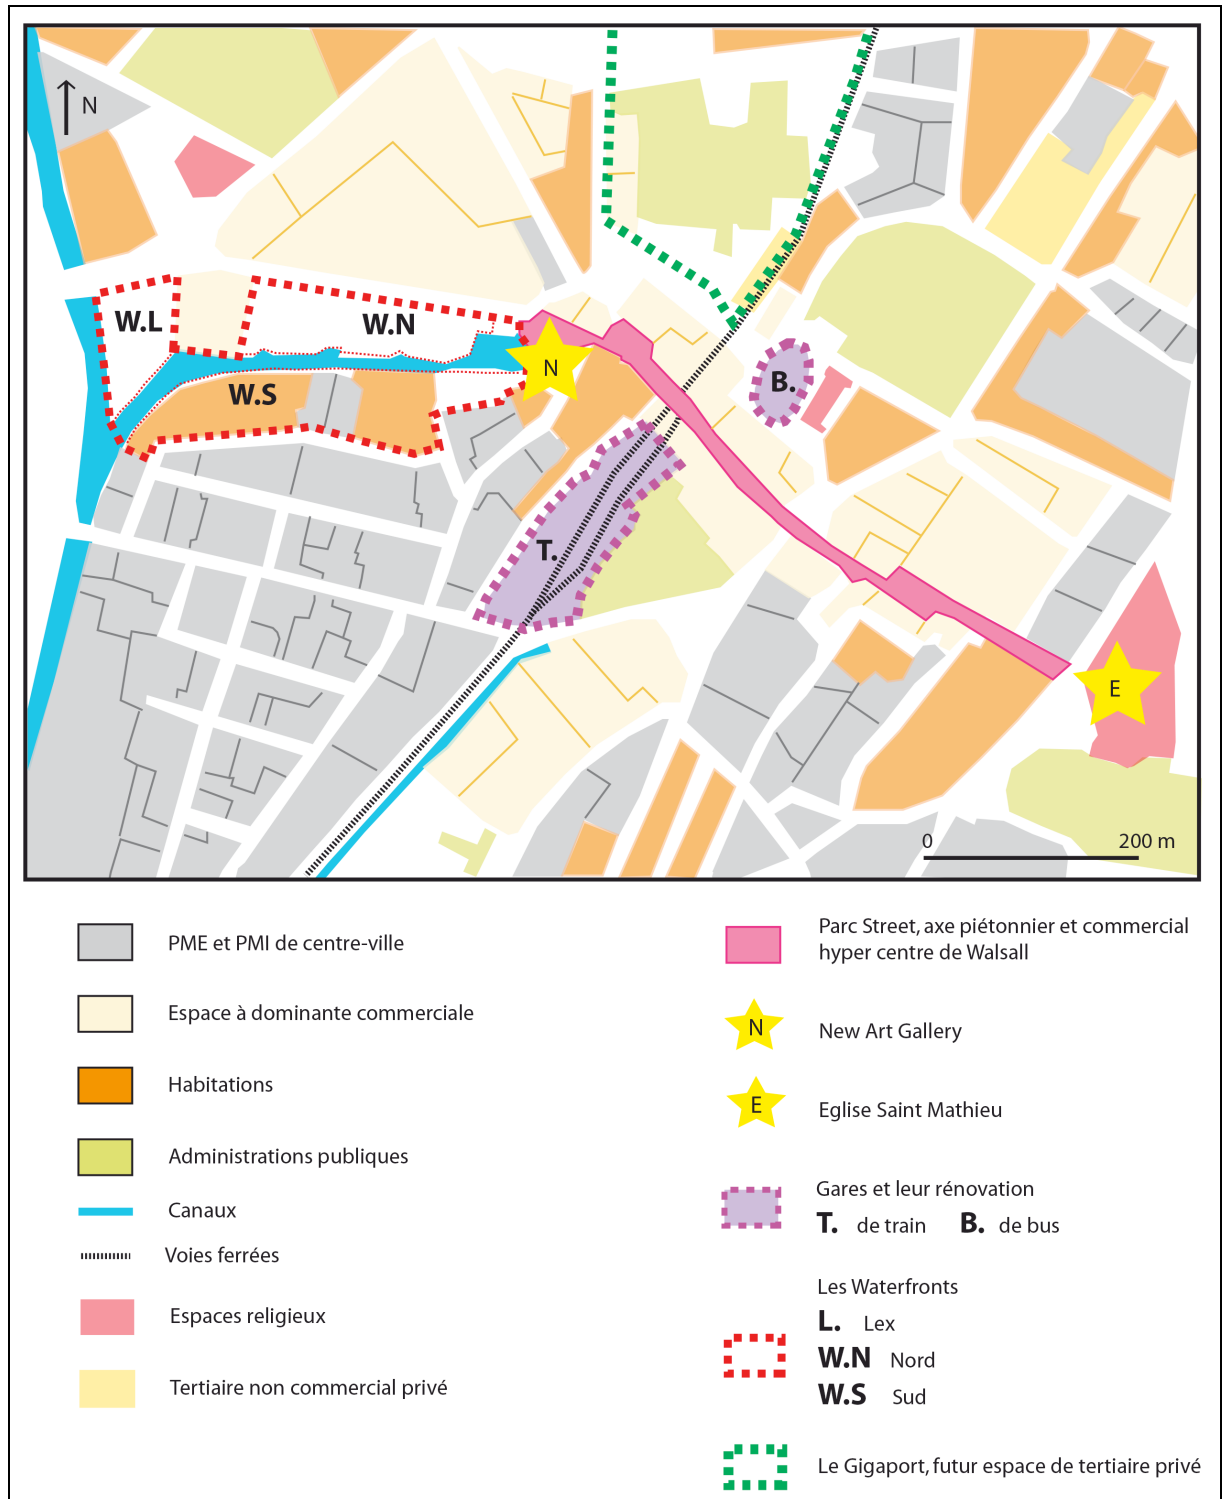 N
W.L
W.N
W.S
N
B.
T.
E
0 200 m
PME et PMI de centre-ville
Espace à dominante commerciale
Habitations
Administrations publiques
Canaux
Voies ferrées
Espaces religieux
Tertiaire non commercial privé
Parc Street, axe piétonnier et commercial
hyper centre de Walsall
N New Art Gallery
E Eglise Saint Mathieu
Gares et leur rénovation
T. de train B. de bus
Les Waterfronts
L. Lex
W.N Nord
W.S Sud
Le Gigaport, futur espace de tertiaire privé